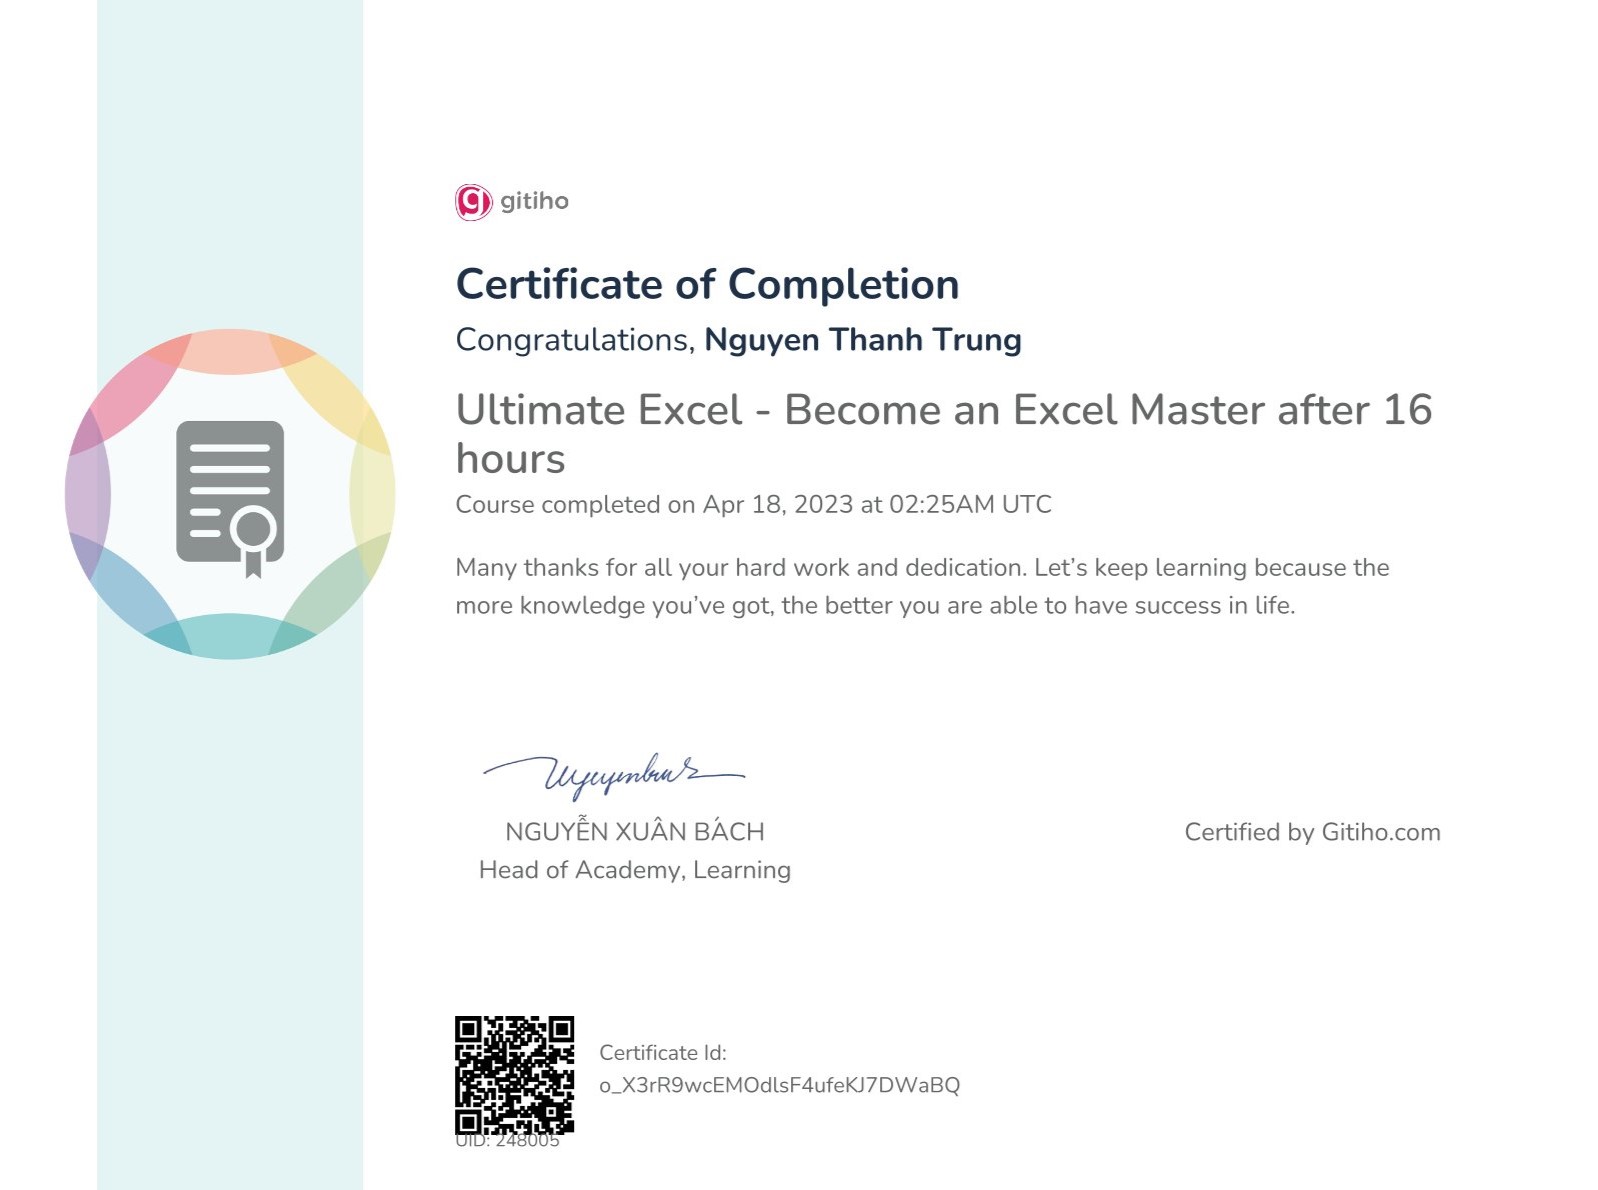 gitiho
Certificate of Completion
Congratulations, Nguyen Thanh Trung
Ultimate Excel - Become an Excel Master after 16
hours
Course completed on Apr 18, 2023 at 02:25AM UTC
Many thanks for all your hard work and dedication. Let’s keep learning because the
more knowledge you’ve got, the better you are able to have success in life.
NGUYỄN XUÂN BÁCH
Head of Academy, Learning
Certified by Gitiho.com
Certificate Id:
o_X3rR9wcEMOdlsF4ufeKJ7DWaBQ
UID: 248005